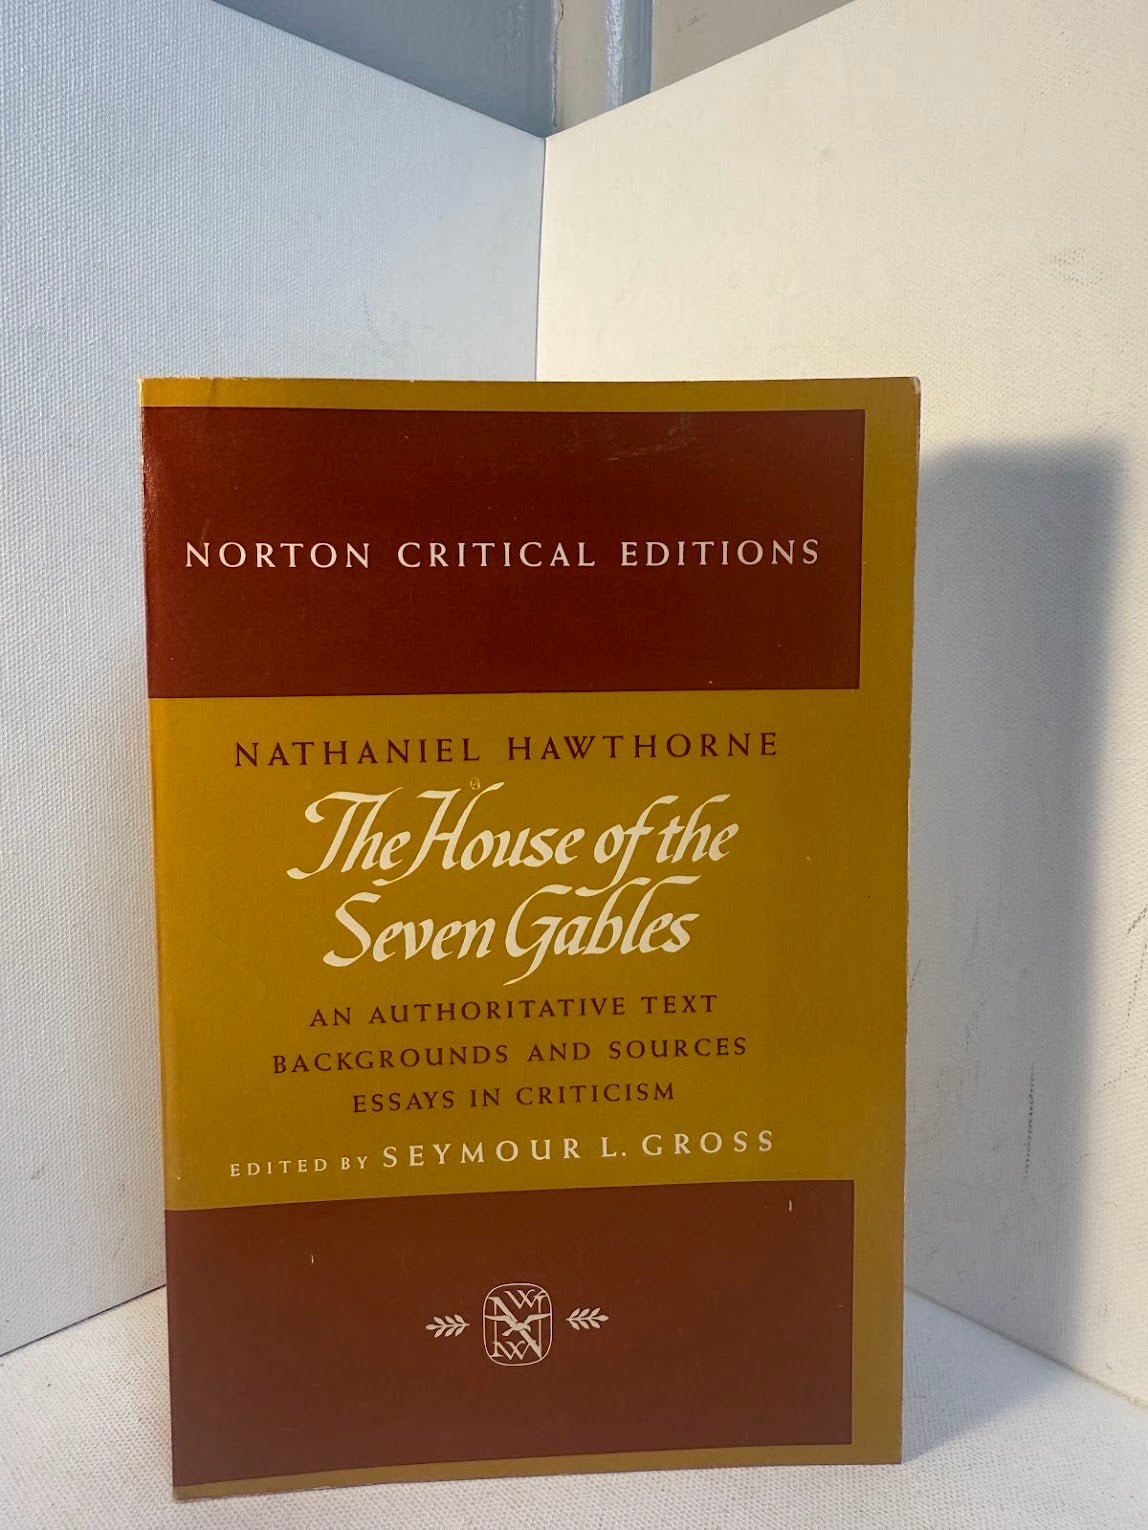 NORTON CRITICAL EDITIONS
NATHANIEL HAWTHORNE
The House of the
Seven Gables
AN AUTHORITATIVE TEXT
BACKGROUNDS AND SOURCES
ESSAYS IN CRITICISM
EDITED BY SEYMOUR L. GROSS